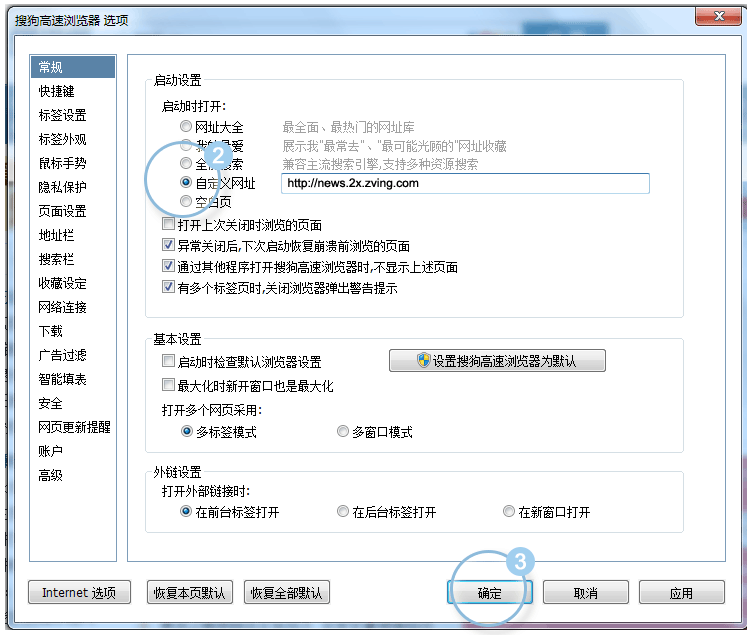 搜狗高速浏览器 选项
常规
快捷键
标签设置
标签外观
鼠标手势
隐私保护
页面设置
地址栏
搜索栏
收藏设定
网络连接
下载
广告过滤
智能填表
安全
网页更新提醒
账户
高级
启动设置
启动时打开:
网址大全 最全面、最热门的网址库
我的最爱 展示我"最常去"、"最可能光顾的"网址收藏
全能搜索 兼容主流搜索引擎,支持多种资源搜索
2
自定义网址 http://news.2x.zving.com
空白页
打开上次关闭时浏览的页面
异常关闭后,下次启动恢复崩溃前浏览的页面
通过其他程序打开搜狗高速浏览器时,不显示上述页面
有多个标签页时,关闭浏览器弹出警告提示
基本设置
启动时检查默认浏览器设置 设置搜狗高速浏览器为默认
最大化时新开窗口也是最大化
打开多个网页采用:
多标签模式 多窗口模式
外链设置
打开外部链接时:
在前台标签打开 在后台标签打开 在新窗口打开
3
Internet 选项 恢复本页默认 恢复全部默认 确定 取消 应用